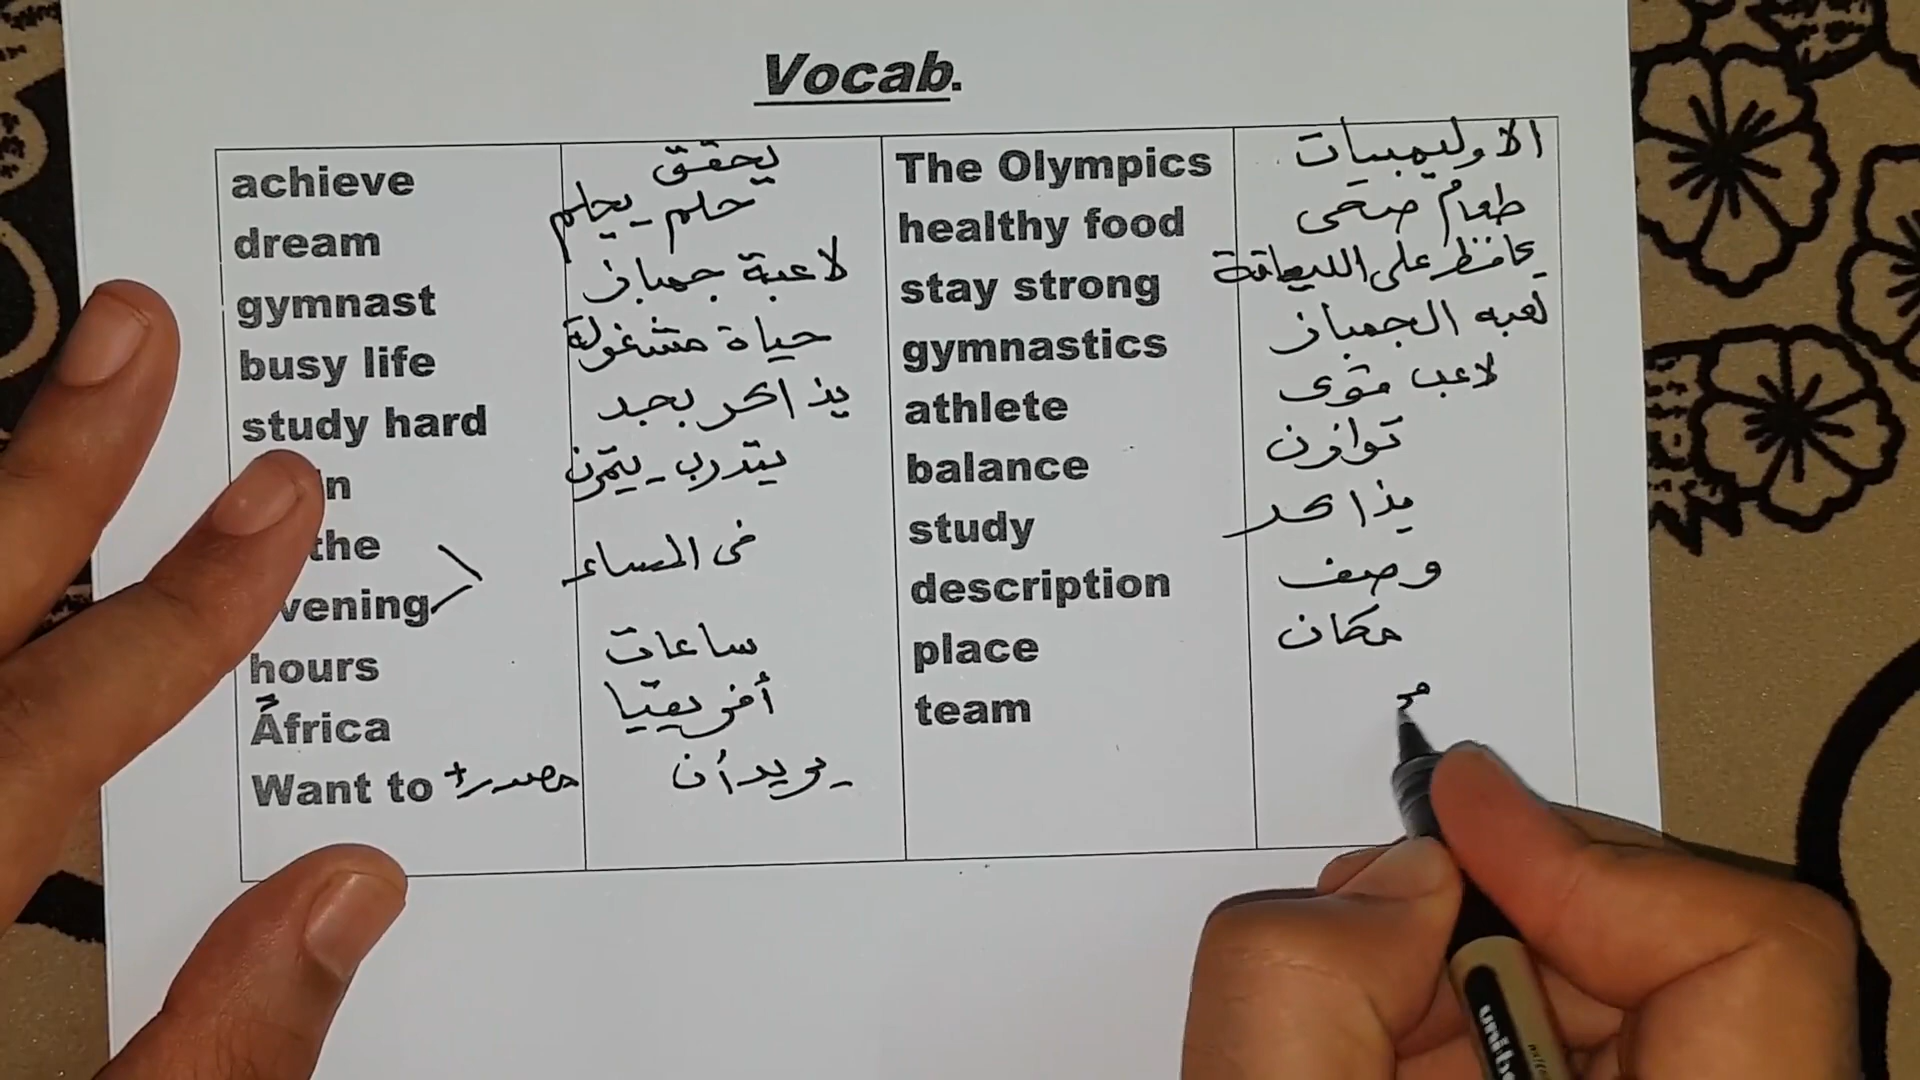 Vocab.
achieve يحقق
dream حلم - يحلم
gymnast لاعبة جمباز
busy life حياة مشغولة
study hard يذاكر بجد
in يتدرب - يتمرن
the
vening في المساء
hours ساعات
Africa أفريقيا
Want to + مصدر يريد أن
The Olympics الاوليمبيات
healthy food طعام صحى
stay strong يحافظ على اللياقة
gymnastics لعبه الجمباز
athlete لاعب قوى
balance توازن
study يذاكر
description وصف
place مكان
team